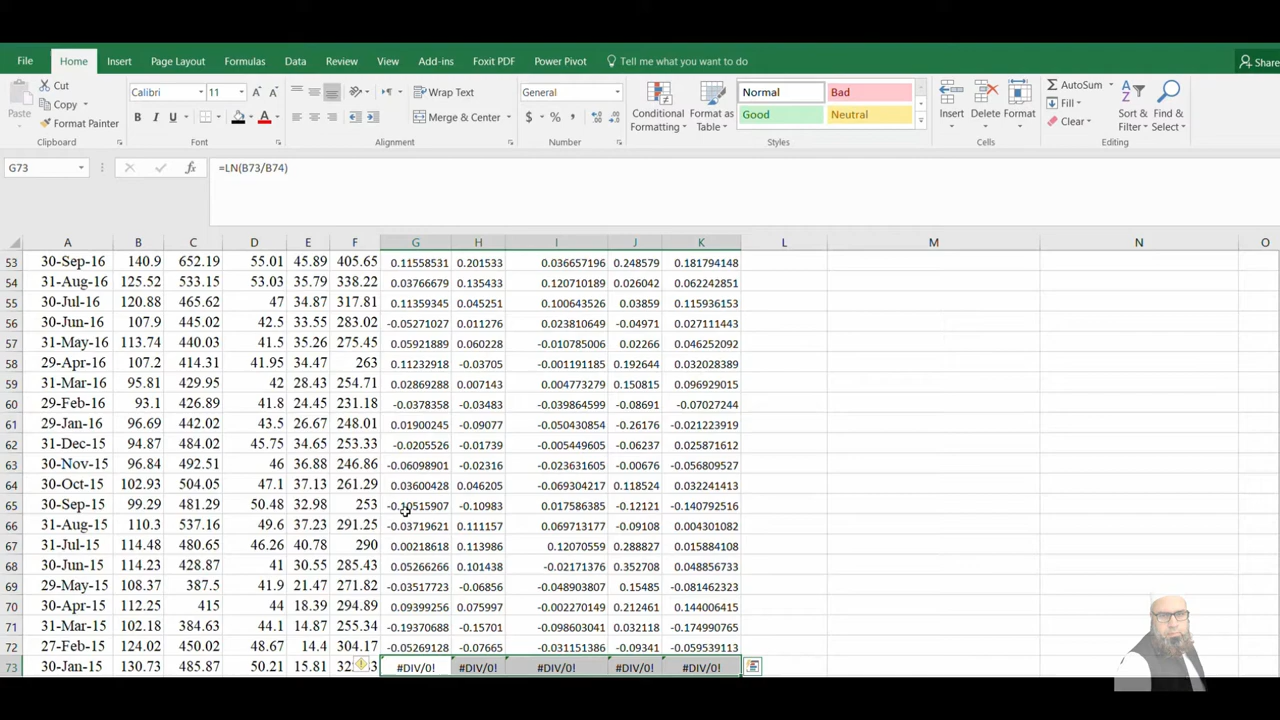 File Home Insert Page Layout Formulas Data Review View Add-ins Foxit PDF Power Pivot Tell me what you want to do Share
Cut Calibri 11 Wrap Text General Normal Bad AutoSum
Paste Copy Conditional Format as Insert Delete Format Fill Sort & Find &
Format Painter B I U Merge & Center $ % Formatting Table Good Neutral Clear Filter Select
Clipboard Font Alignment Number Styles Cells Editing
G73 fx =LN(B73/B74)
A B C D E F G H I J K L M N O
53 30-Sep-16 140.9 652.19 55.01 45.89 405.65 0.11558531 0.201533 0.036657196 0.248579 0.181794148
54 31-Aug-16 125.52 533.15 53.03 35.79 338.22 0.03766679 0.135433 0.120710189 0.026042 0.062242851
55 30-Jul-16 120.88 465.62 47 34.87 317.81 0.11359345 0.045251 0.100643526 0.03859 0.115936153
56 30-Jun-16 107.9 445.02 42.5 33.55 283.02 -0.05271027 0.011276 0.023810649 -0.04971 0.027111443
57 31-May-16 113.74 440.03 41.5 35.26 275.45 0.05921889 0.060228 -0.010785006 0.02266 0.046252092
58 29-Apr-16 107.2 414.31 41.95 34.47 263 0.11232918 -0.03705 -0.001191185 0.192644 0.032028389
59 31-Mar-16 95.81 429.95 42 28.43 254.71 0.02869288 0.007143 0.004773279 0.150815 0.096929015
60 29-Feb-16 93.1 426.89 41.8 24.45 231.18 -0.0378358 -0.03483 -0.039864599 -0.08691 -0.07027244
61 29-Jan-16 96.69 442.02 43.5 26.67 248.01 0.01900245 -0.09077 -0.050430854 -0.26176 -0.021223919
62 31-Dec-15 94.87 484.02 45.75 34.65 253.33 -0.0205526 -0.01739 -0.005449605 -0.06237 0.025871612
63 30-Nov-15 96.84 492.51 46 36.88 246.86 -0.06098901 -0.02316 -0.023631605 -0.00676 -0.056809527
64 30-Oct-15 102.93 504.05 47.1 37.13 261.29 0.03600428 0.046205 -0.069304217 0.118524 0.032241413
65 30-Sep-15 99.29 481.29 50.48 32.98 253 -0.10515907 -0.10983 0.017586385 -0.12121 -0.140792516
66 31-Aug-15 110.3 537.16 49.6 37.23 291.25 -0.03719621 0.111157 0.069713177 -0.09108 0.004301082
67 31-Jul-15 114.48 480.65 46.26 40.78 290 0.00218618 0.113986 0.12070559 0.288827 0.015884108
68 30-Jun-15 114.23 428.87 41 30.55 285.43 0.05266266 0.101438 -0.02171376 0.352708 0.048856733
69 29-May-15 108.37 387.5 41.9 21.47 271.82 -0.03517723 -0.06856 -0.048903807 0.15485 -0.081462323
70 30-Apr-15 112.25 415 44 18.39 294.89 0.09399256 0.075997 -0.002270149 0.212461 0.144006415
71 31-Mar-15 102.18 384.63 44.1 14.87 255.34 -0.19370688 -0.15701 -0.098603041 0.032118 -0.174990765
72 27-Feb-15 124.02 450.02 48.67 14.4 304.17 -0.05269128 -0.07665 -0.031151386 -0.09341 -0.059539113
73 30-Jan-15 130.73 485.87 50.21 15.81 #DIV/0! #DIV/0! #DIV/0! #DIV/0! #DIV/0!